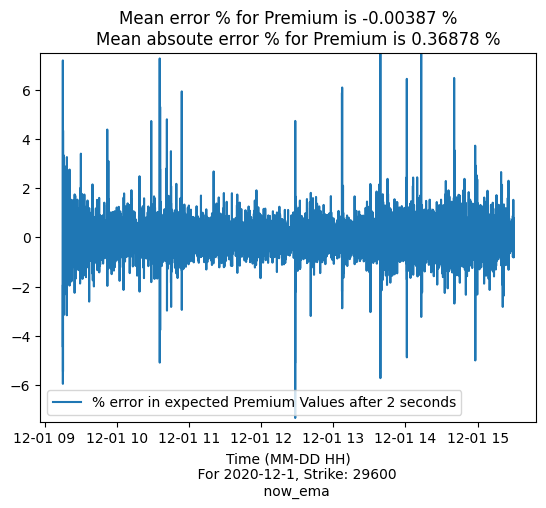 Mean error % for Premium is -0.00387 %
Mean absoute error % for Premium is 0.36878 %
6
4
2
0
−2
−4
−6
% error in expected Premium Values after 2 seconds
12-01 09 12-01 10 12-01 11 12-01 12 12-01 13 12-01 14 12-01 15
Time (MM-DD HH)
For 2020-12-1, Strike: 29600
now_ema